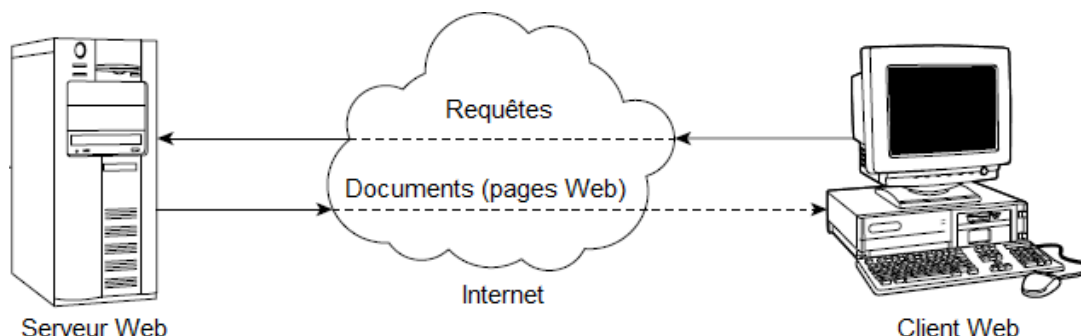 Requêtes
Documents (pages Web)
Internet
Serveur Web
Client Web